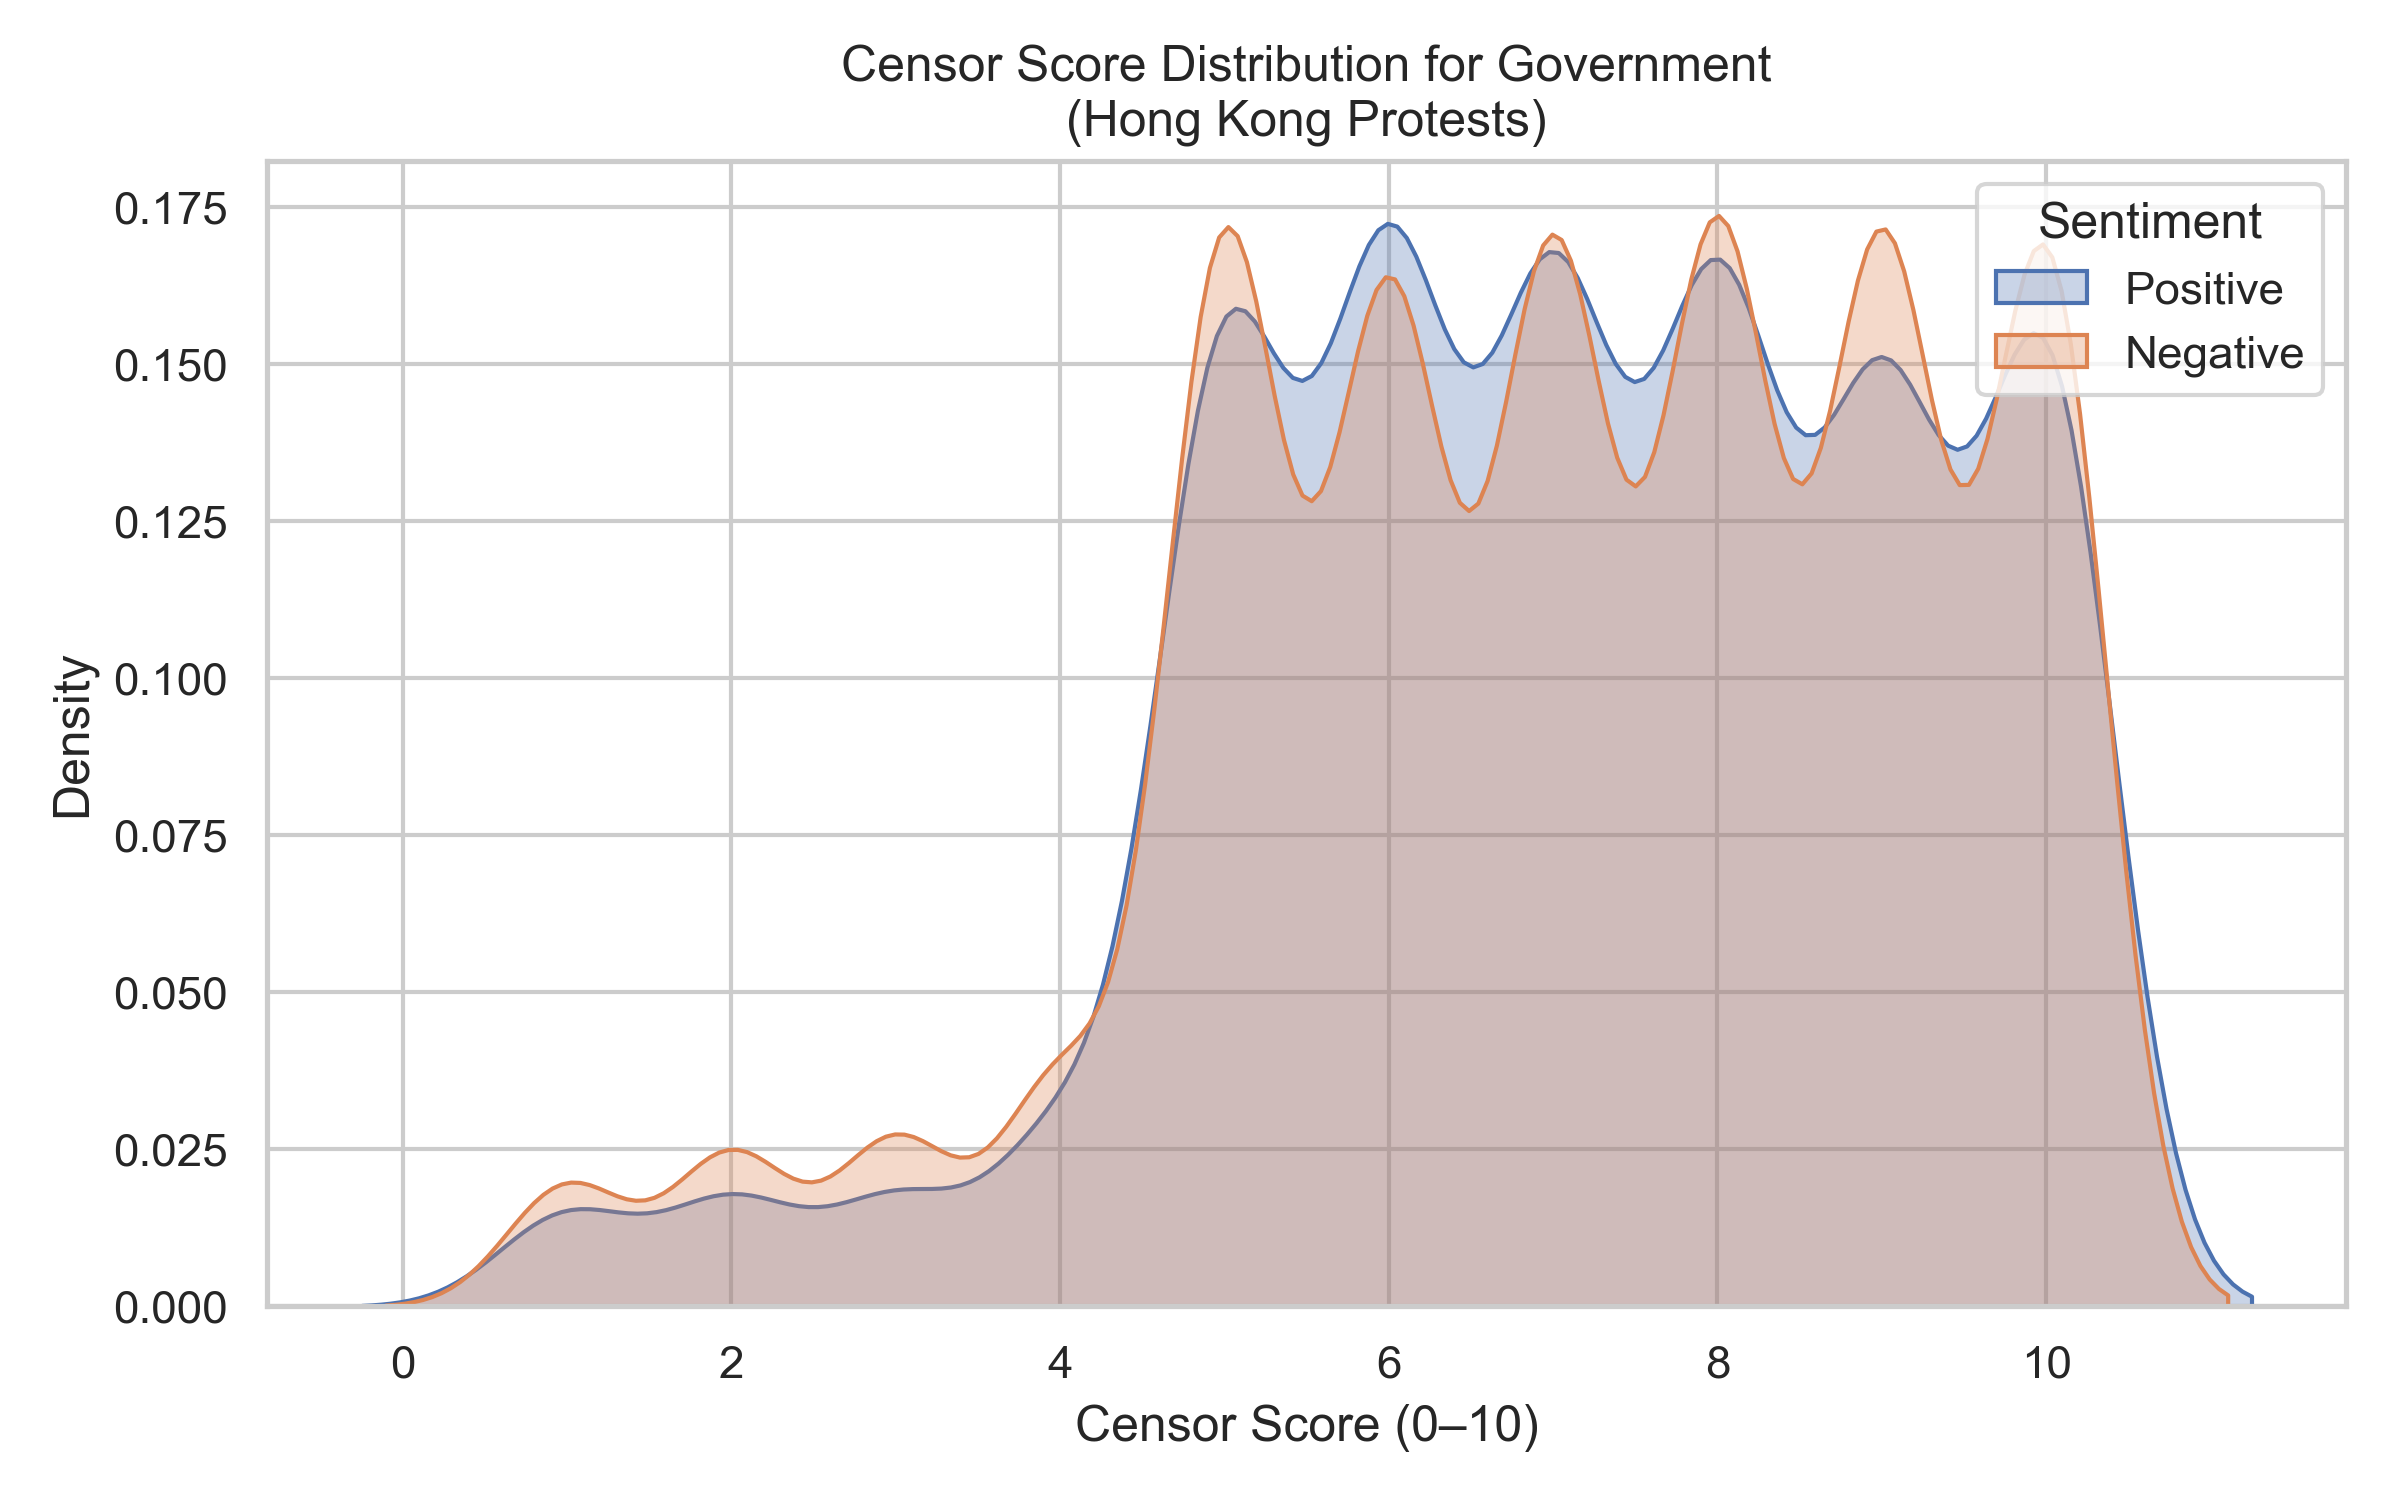 Censor Score Distribution for Government
(Hong Kong Protests)
0.175
0.150
0.125
0.100
0.075
0.050
0.025
0.000
Density
Sentiment
Positive
Negative
0 2 4 6 8 10
Censor Score (0–10)